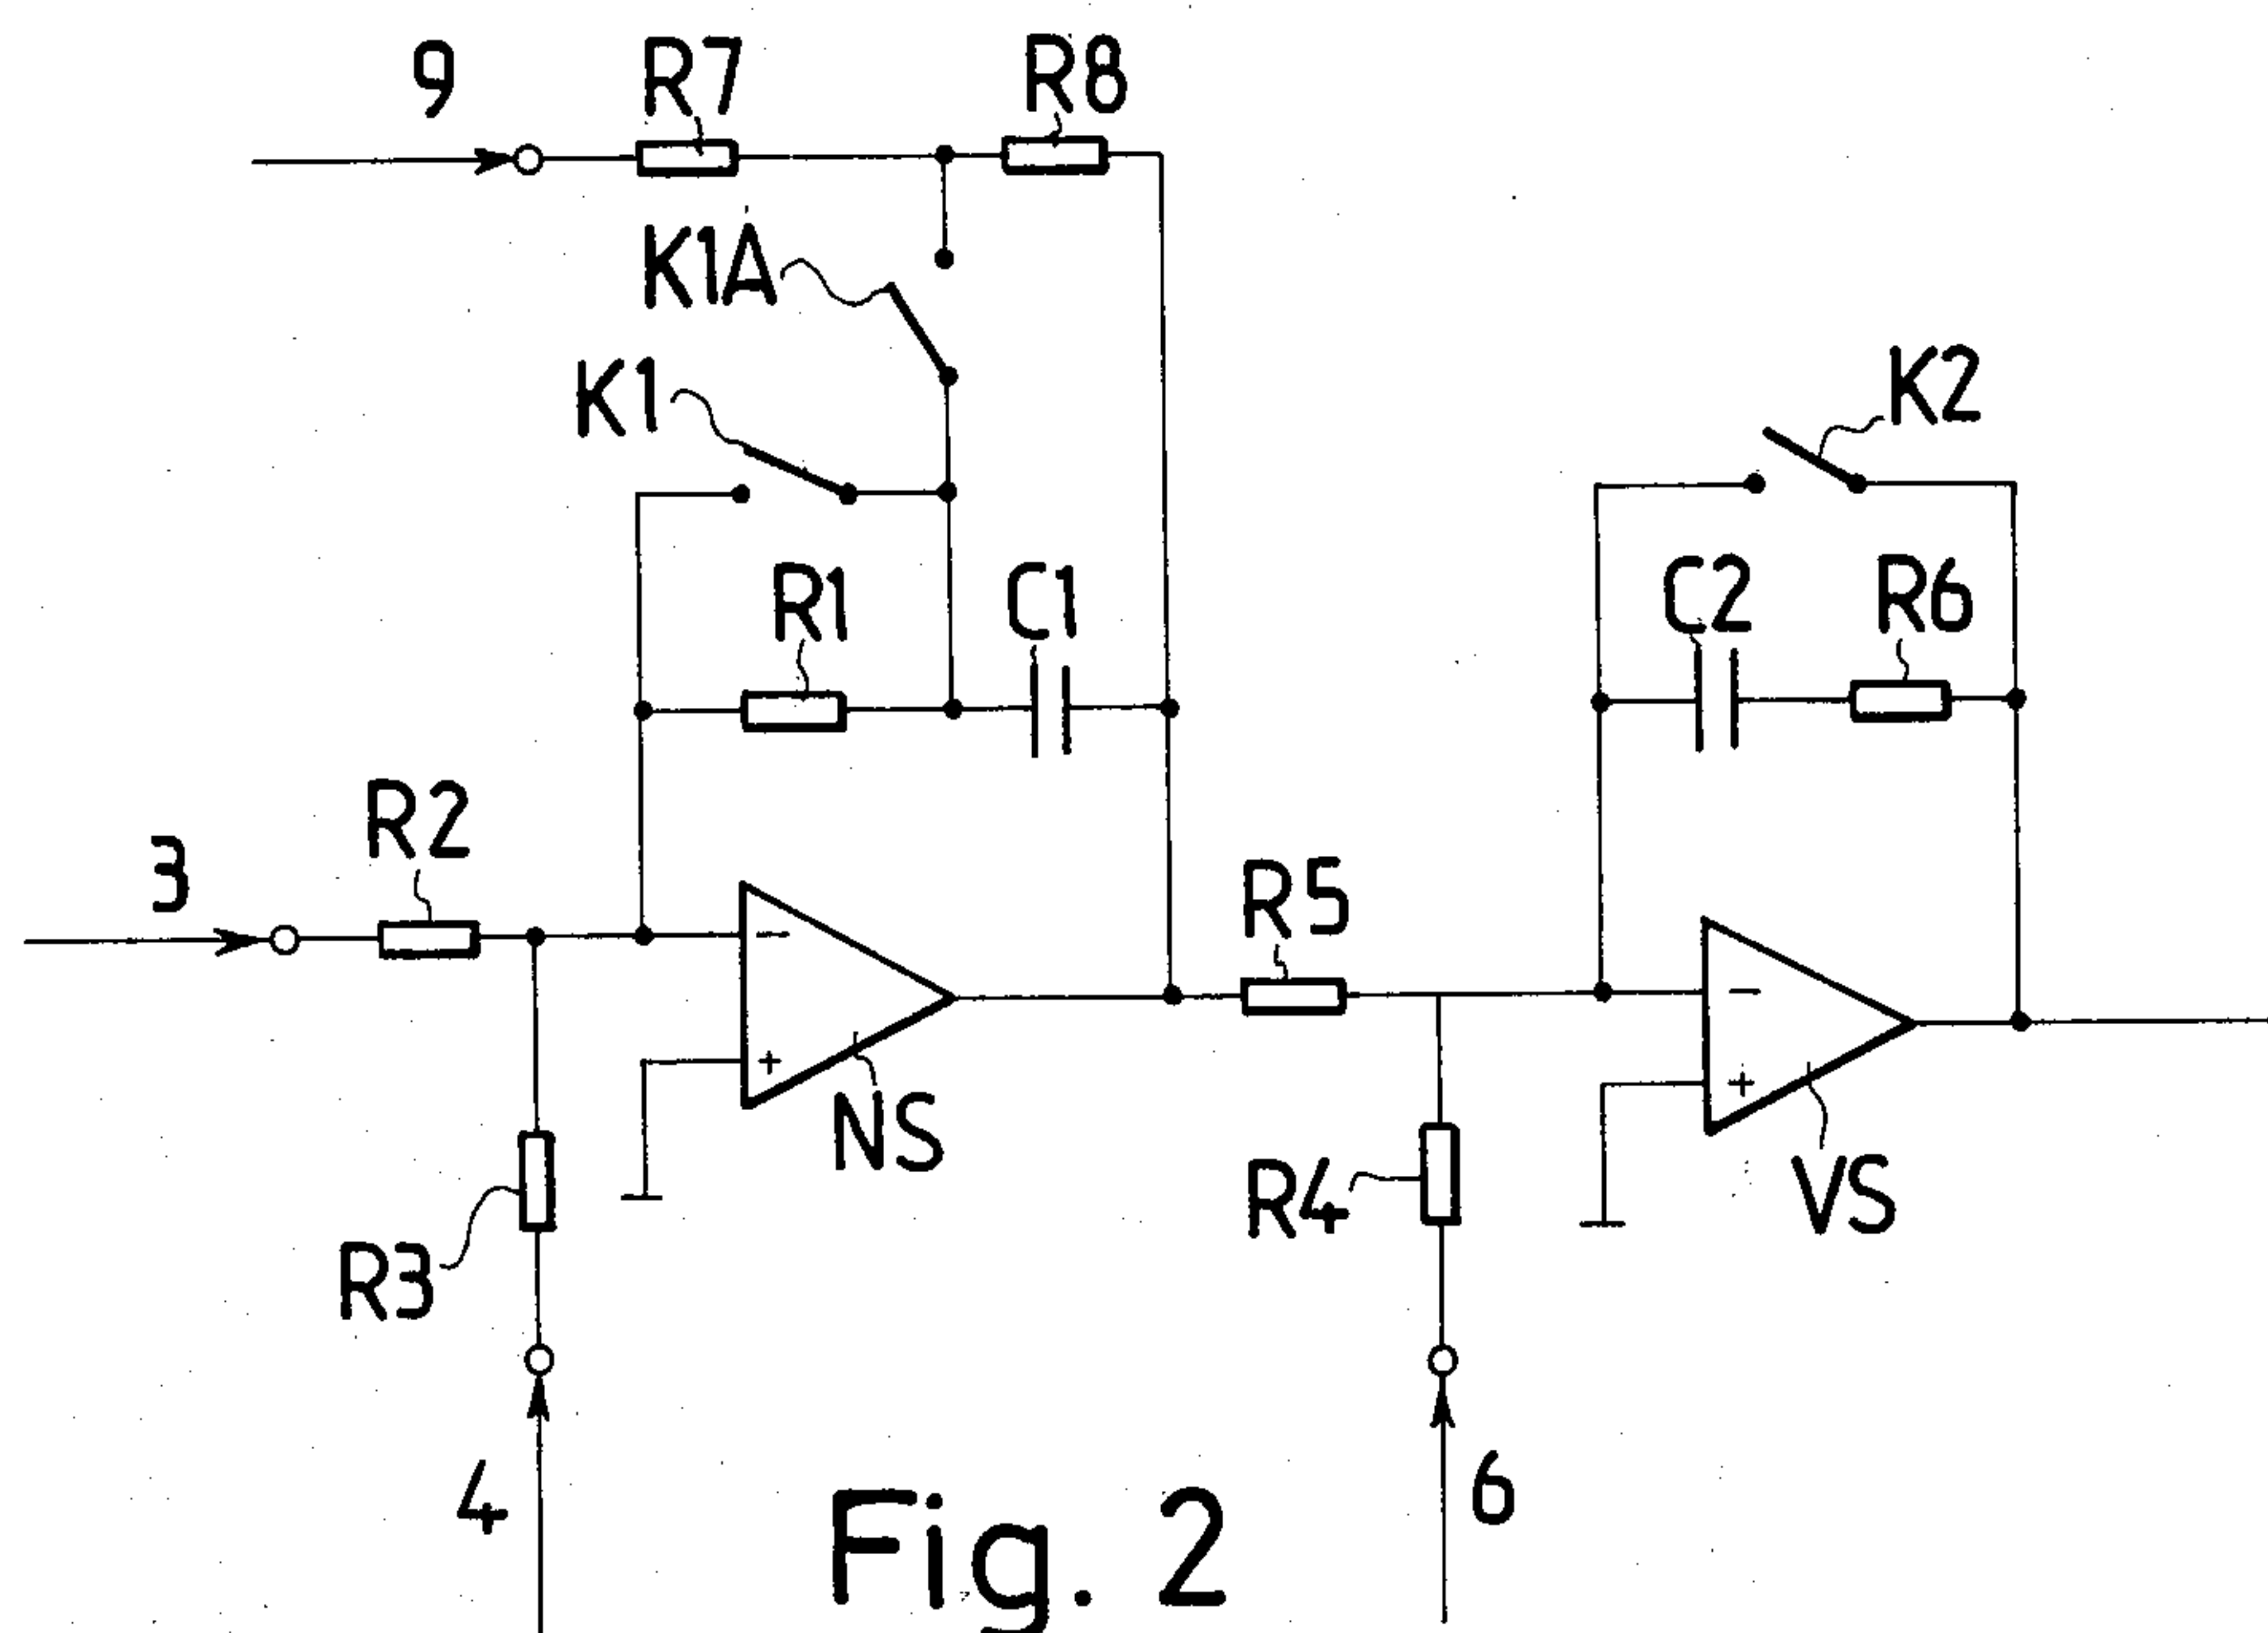 9
R7
R8
K1A
K1
K2
R1
C1
C2
R6
R2
3
R5
−
−
+
+
NS
VS
R4
R3
4
6
Fig. 2